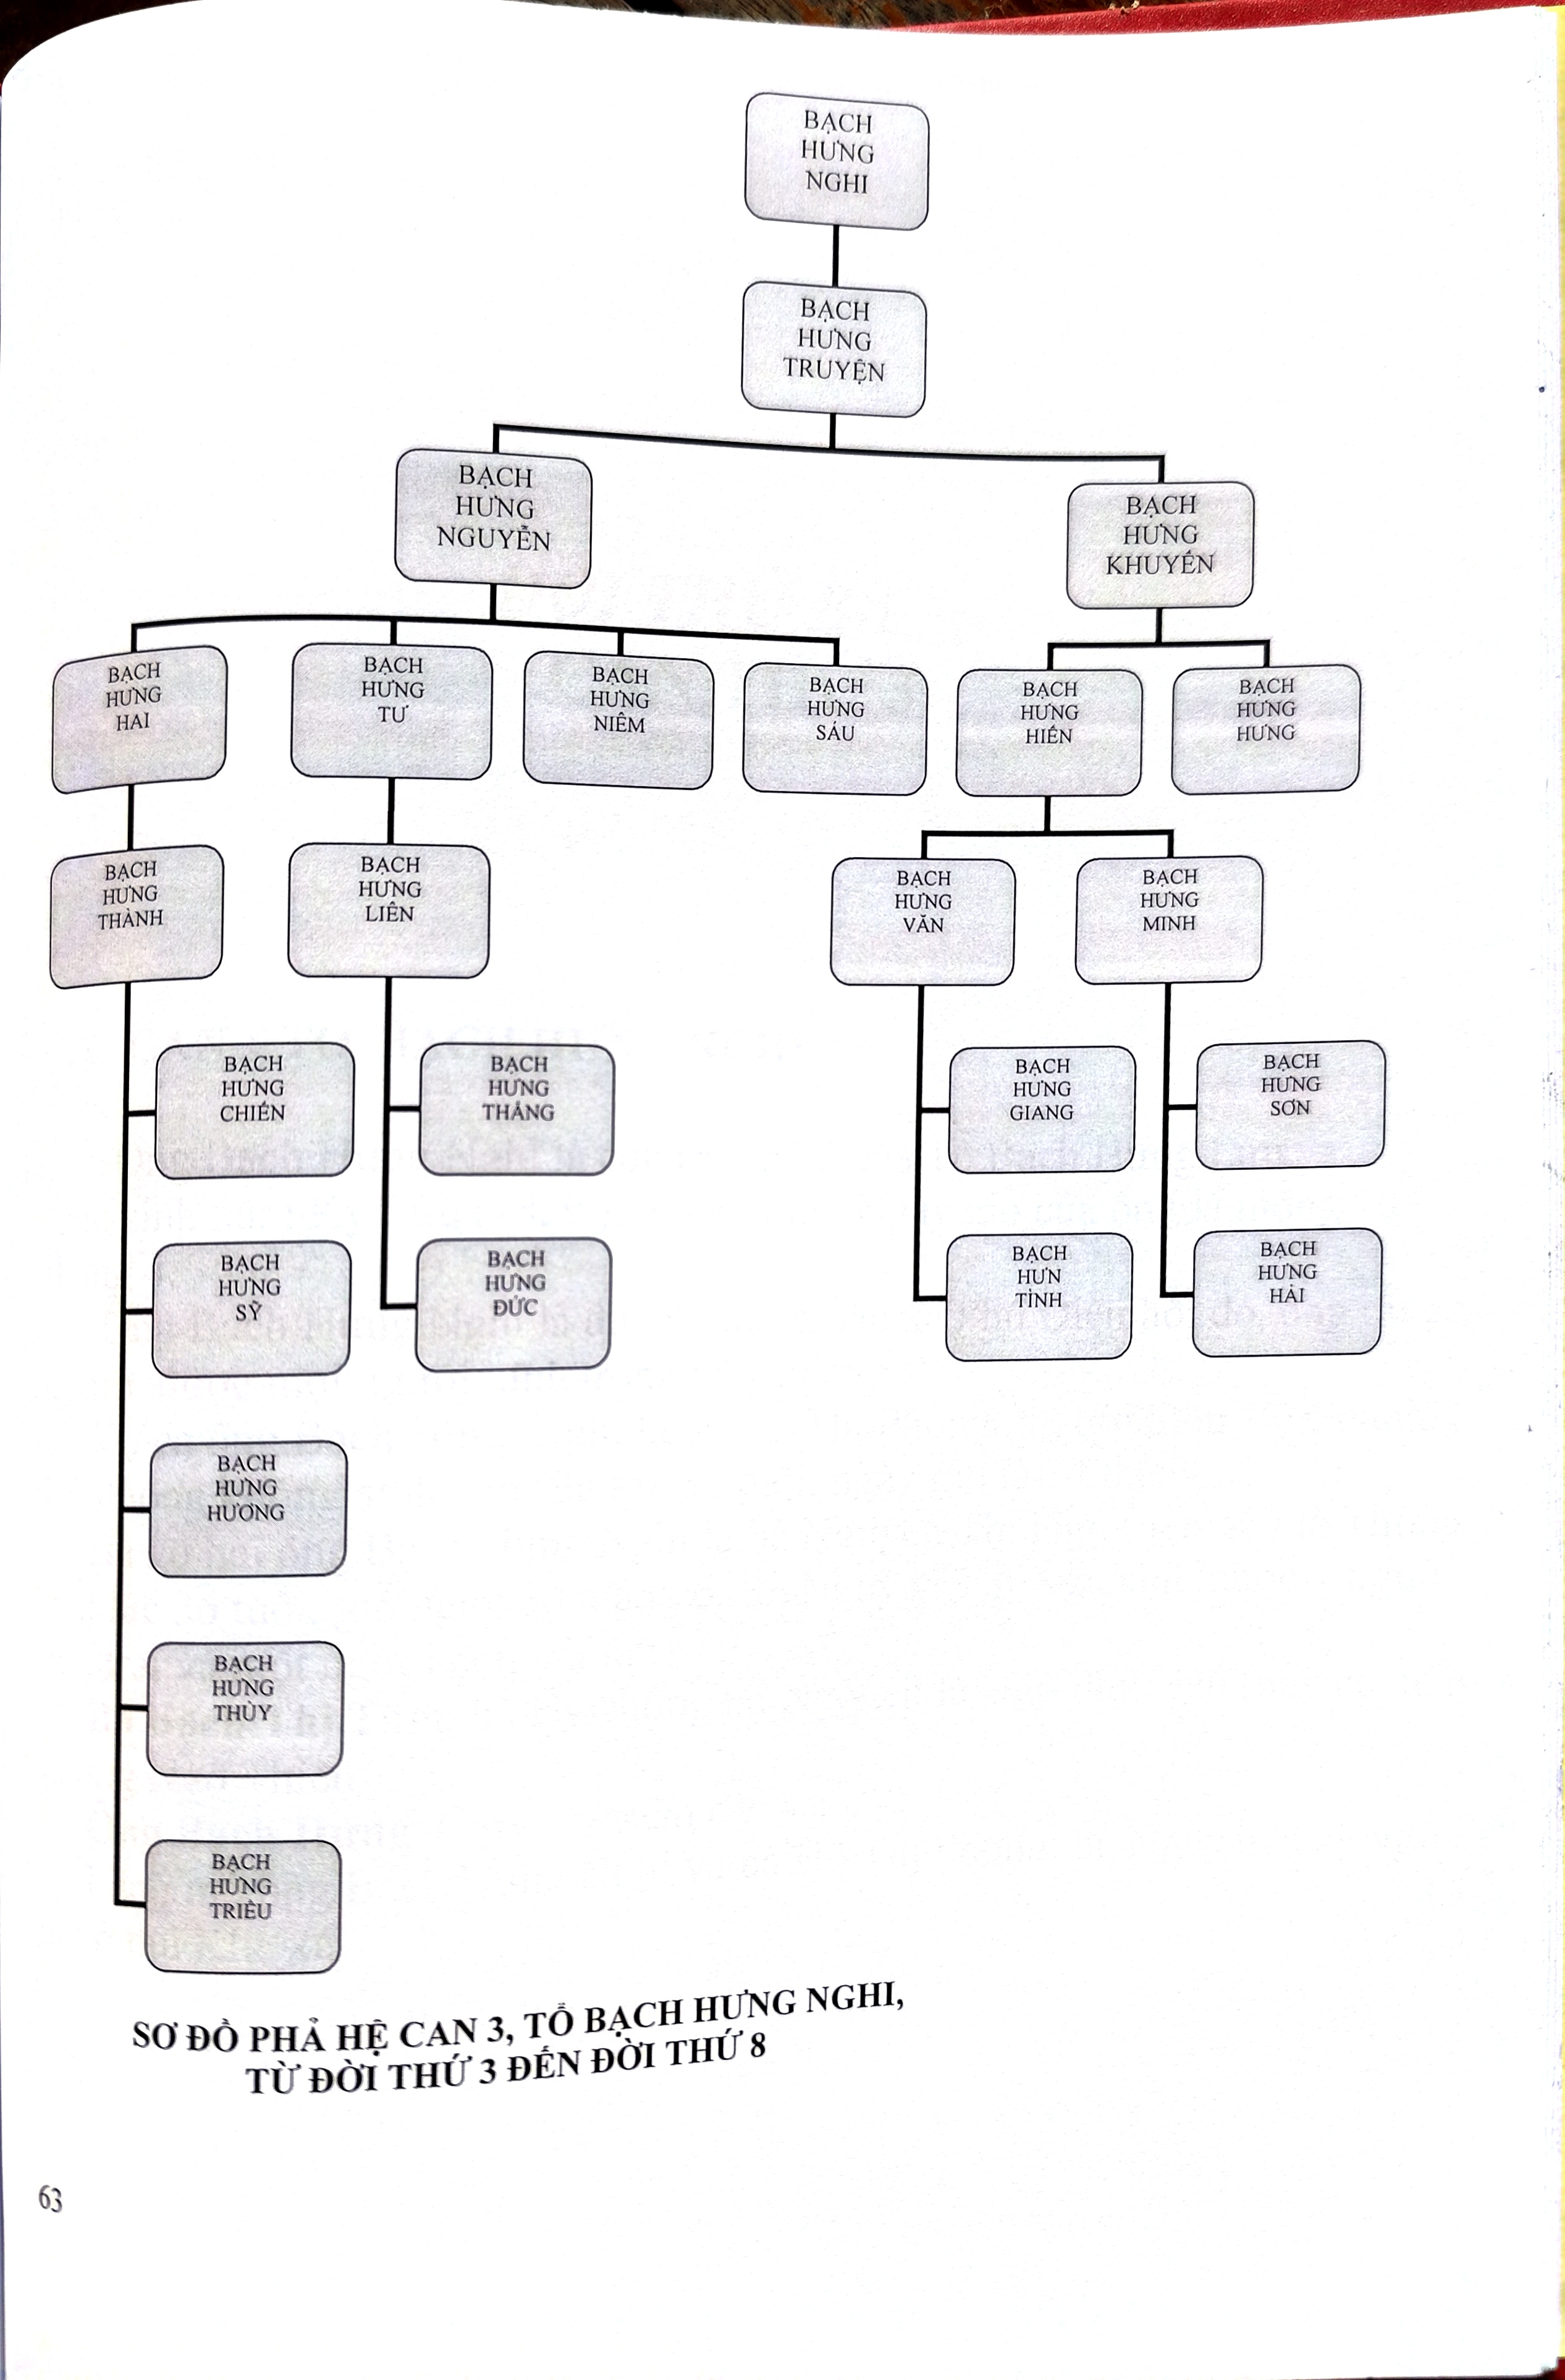 BẠCH
HƯNG
NGHI
BẠCH
HƯNG
TRUYỆN
BẠCH
HƯNG
NGUYỄN
BẠCH
HƯNG
KHUYẾN
BẠCH
HƯNG
HAI
BẠCH
HƯNG
TƯ
BẠCH
HƯNG
NIÊM
BẠCH
HƯNG
SÁU
BẠCH
HƯNG
HIẾN
BẠCH
HƯNG
HƯNG
BẠCH
HƯNG
THÀNH
BẠCH
HƯNG
LIÊN
BẠCH
HƯNG
VĂN
BẠCH
HƯNG
MINH
BẠCH
HƯNG
CHIẾN
BẠCH
HƯNG
THẮNG
BẠCH
HƯNG
GIANG
BẠCH
HƯNG
SƠN
BẠCH
HƯNG
SỸ
BẠCH
HƯNG
ĐỨC
BẠCH
HƯN
TÌNH
BẠCH
HƯNG
HẢI
BẠCH
HƯNG
HƯƠNG
BẠCH
HƯNG
THÙY
BẠCH
HƯNG
TRIỀU
SƠ ĐỒ PHẢ HỆ CAN 3, TỔ BẠCH HƯNG NGHI,
TỪ ĐỜI THỨ 3 ĐẾN ĐỜI THỨ 8
63